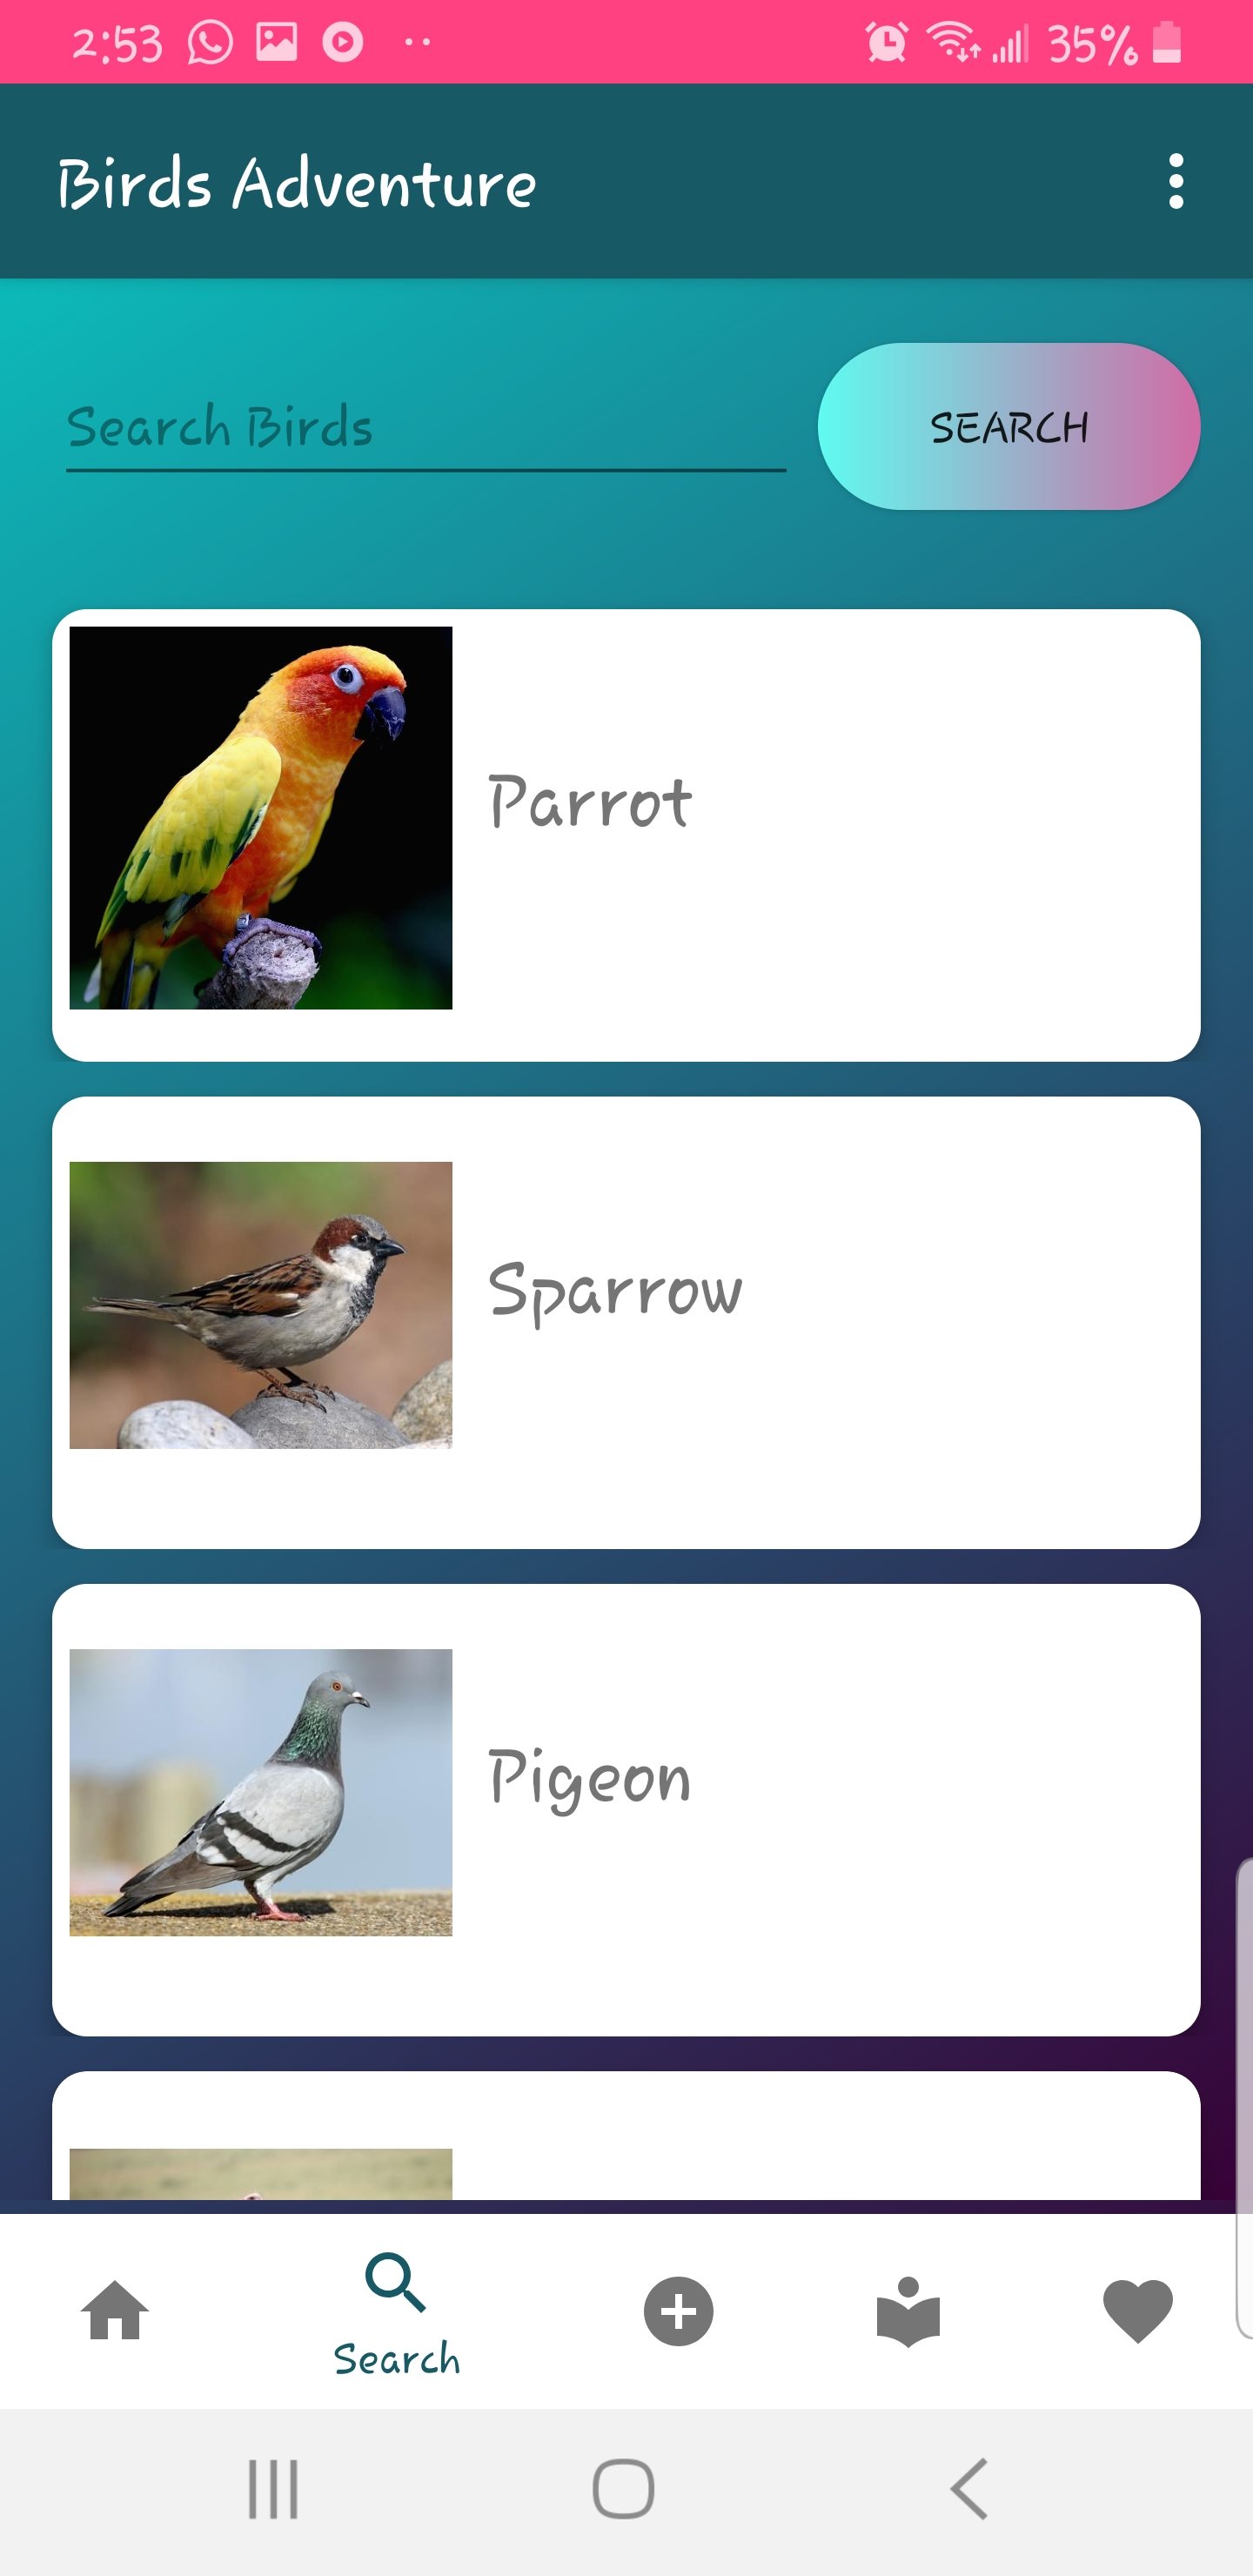 2:53 35%
Birds Adventure
Search Birds
SEARCH
Parrot
Sparrow
Pigeon
Search